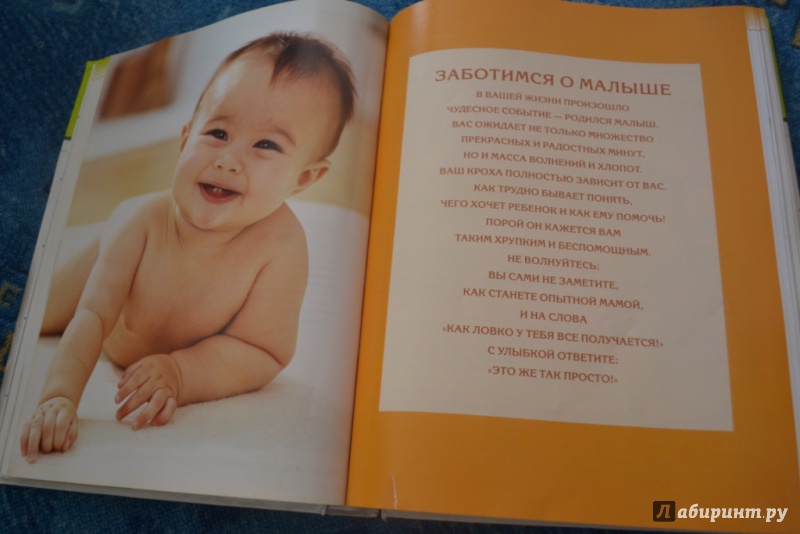 ЗАБОТИМСЯ О МАЛЫШЕ
В ВАШЕЙ ЖИЗНИ ПРОИЗОШЛО
ЧУДЕСНОЕ СОБЫТИЕ — РОДИЛСЯ МАЛЫШ.
ВАС ОЖИДАЕТ НЕ ТОЛЬКО МНОЖЕСТВО
ПРЕКРАСНЫХ И РАДОСТНЫХ МИНУТ,
НО И МАССА ВОЛНЕНИЙ И ХЛОПОТ.
ВАШ КРОХА ПОЛНОСТЬЮ ЗАВИСИТ ОТ ВАС.
КАК ТРУДНО БЫВАЕТ ПОНЯТЬ,
ЧЕГО ХОЧЕТ РЕБЕНОК И КАК ЕМУ ПОМОЧЬ!
ПОРОЙ ОН КАЖЕТСЯ ВАМ
ТАКИМ ХРУПКИМ И БЕСПОМОЩНЫМ.
НЕ ВОЛНУЙТЕСЬ:
ВЫ САМИ НЕ ЗАМЕТИТЕ,
КАК СТАНЕТЕ ОПЫТНОЙ МАМОЙ,
И НА СЛОВА
«КАК ЛОВКО У ТЕБЯ ВСЕ ПОЛУЧАЕТСЯ!»
С УЛЫБКОЙ ОТВЕТИТЕ:
«ЭТО ЖЕ ТАК ПРОСТО!»
Лабиринт.ру